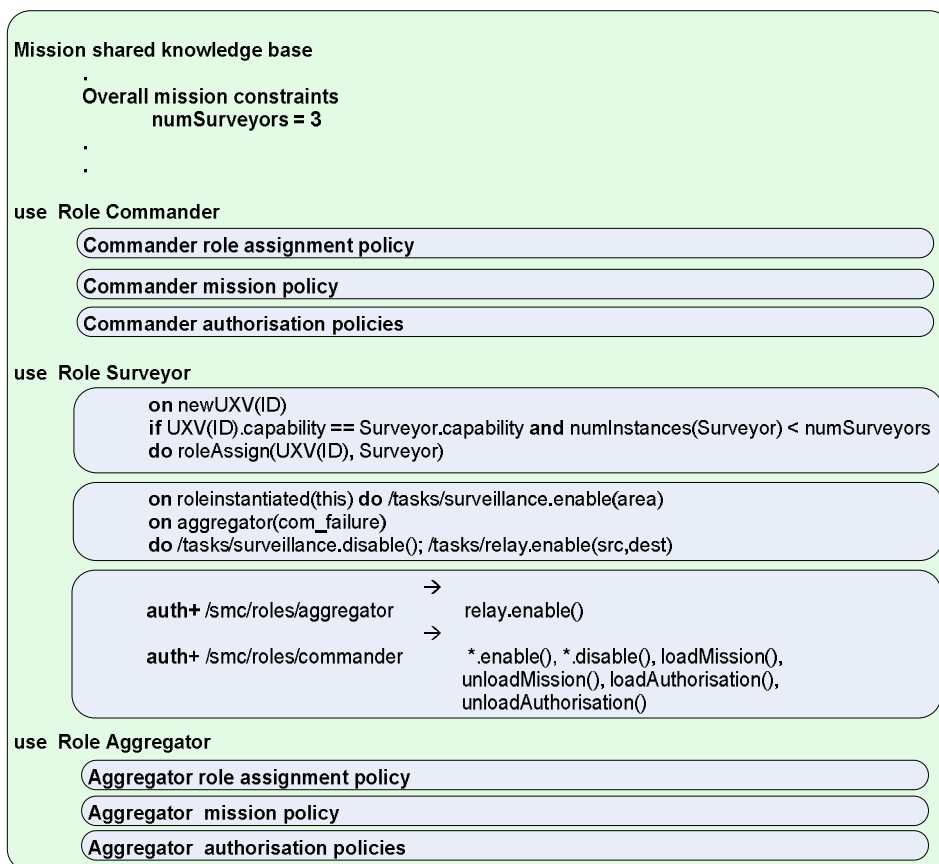 Mission shared knowledge base
.
Overall mission constraints
numSurveyors = 3
.
.
use Role Commander
Commander role assignment policy
Commander mission policy
Commander authorisation policies
use Role Surveyor
on newUXV(ID)
if UXV(ID).capability == Surveyor.capability and numInstances(Surveyor) < numSurveyors
do roleAssign(UXV(ID), Surveyor)
on roleinstantiated(this) do /tasks/surveillance.enable(area)
on aggregator(com_failure)
do /tasks/surveillance.disable(); /tasks/relay.enable(src,dest)
→
auth+ /smc/roles/aggregator relay.enable()
→
auth+ /smc/roles/commander *.enable(), *.disable(), loadMission(),
unloadMission(), loadAuthorisation(),
unloadAuthorisation()
use Role Aggregator
Aggregator role assignment policy
Aggregator mission policy
Aggregator authorisation policies